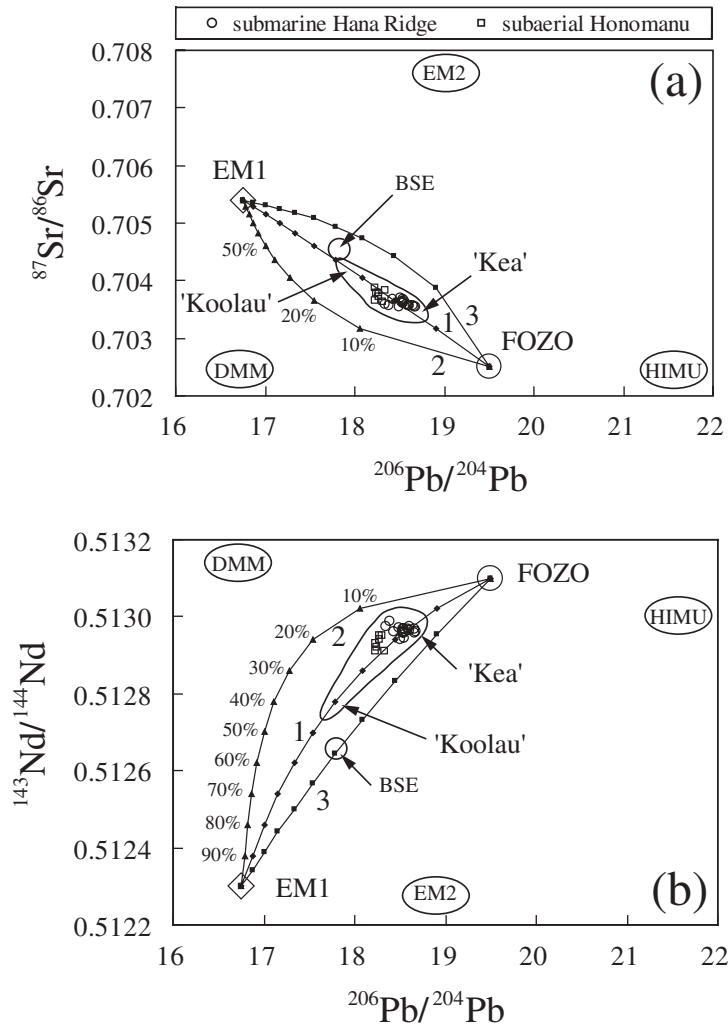 submarine Hana Ridge subaerial Honomanu
0.708
EM2
(a)
0.707
0.706
EM1
BSE
87Sr/86Sr
0.705
50%
'Kea'
0.704
'Koolau'
20%
1
3
10%
FOZO
0.703
2
DMM
HIMU
0.702
16 17 18 19 20 21 22
206Pb/204Pb
0.5132
DMM
FOZO
10%
HIMU
0.5130
20%
2
30%
'Kea'
143Nd/144Nd
0.5128
40%
'Koolau'
50%
1
60%
BSE
0.5126
70%
3
80%
0.5124
90%
EM1
EM2
(b)
0.5122
16 17 18 19 20 21 22
206Pb/204Pb